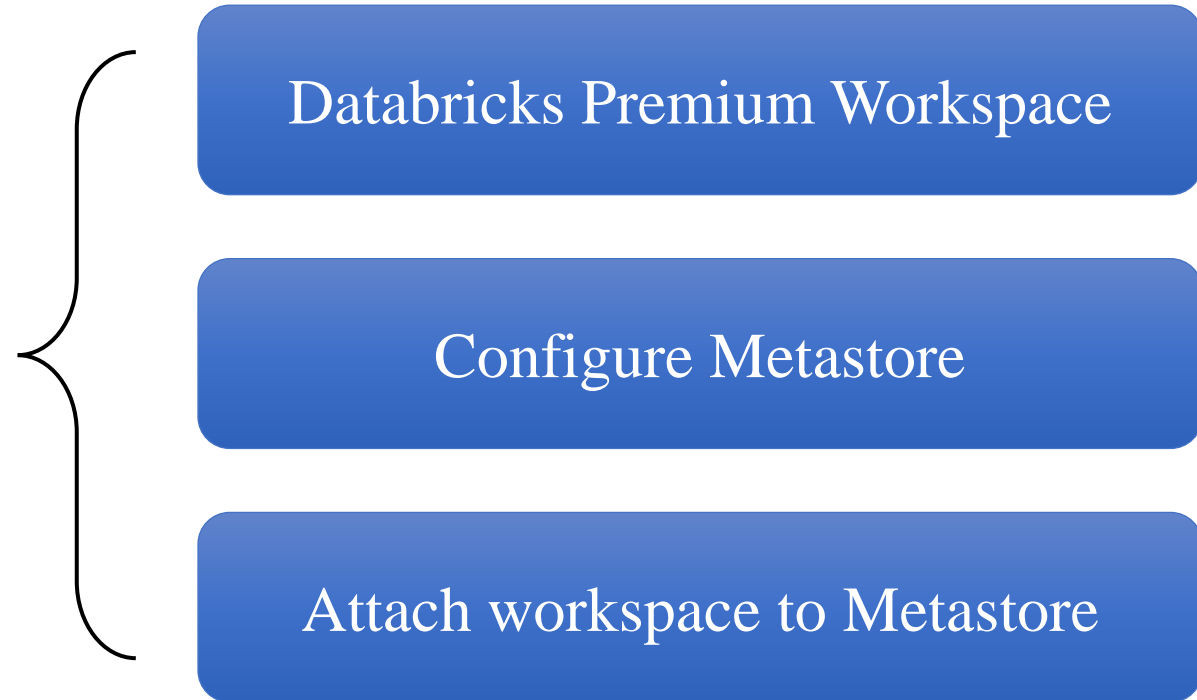 Databricks Premium Workspace
Configure Metastore
Attach workspace to Metastore